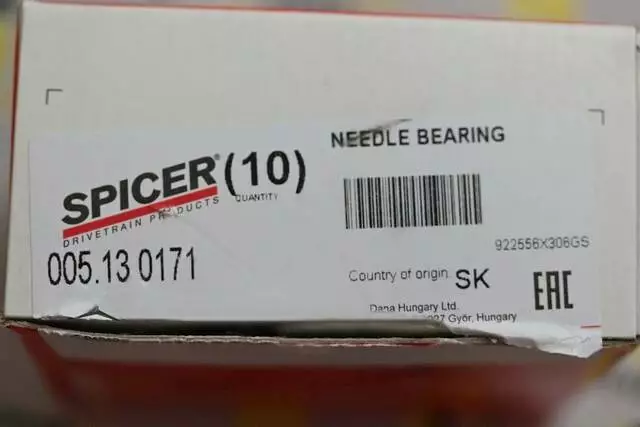 SPICER® (10)
DRIVETRAIN PRODUCTS
QUANTITY
NEEDLE BEARING
922556X306GS
005.13 0171
Country of origin SK
EAC
Dana Hungary Ltd.
Győr, Hungary